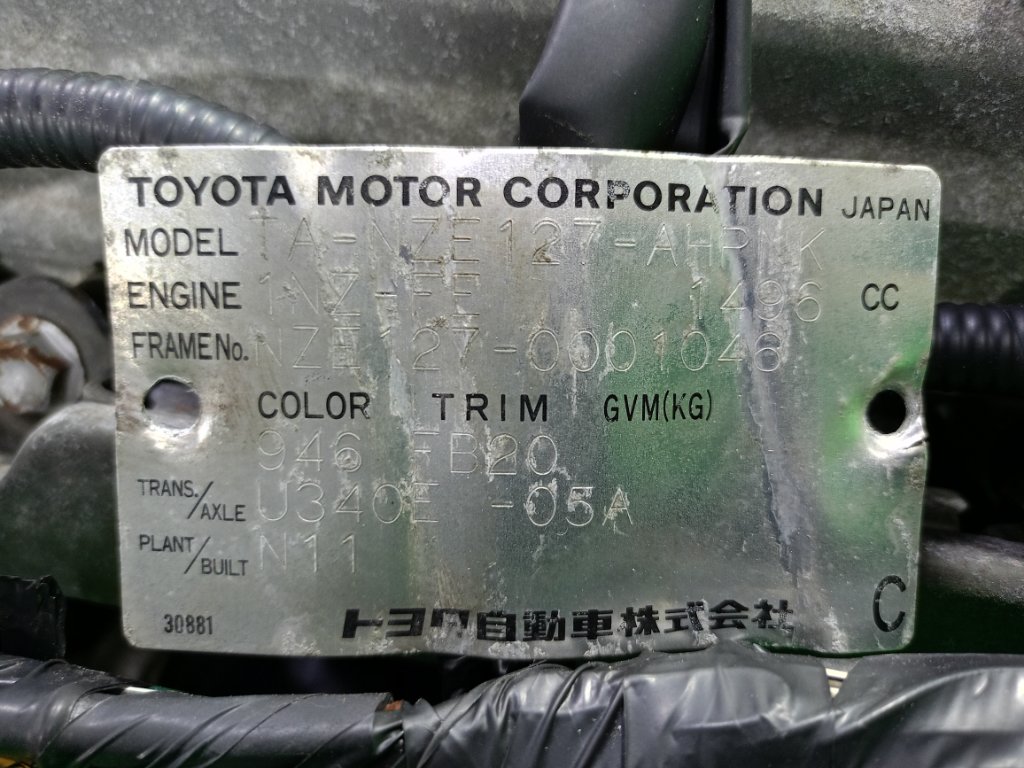 TOYOTA MOTOR CORPORATION JAPAN
MODEL TA-NZE127-AHPNK
ENGINE 1NZ-FE 1496 CC
FRAME No. NZE127-0001046
COLOR TRIM GVM(KG)
946 FB20
TRANS./AXLE U340E -05A
PLANT/BUILT N11
30881 トヨタ自動車株式会社 C